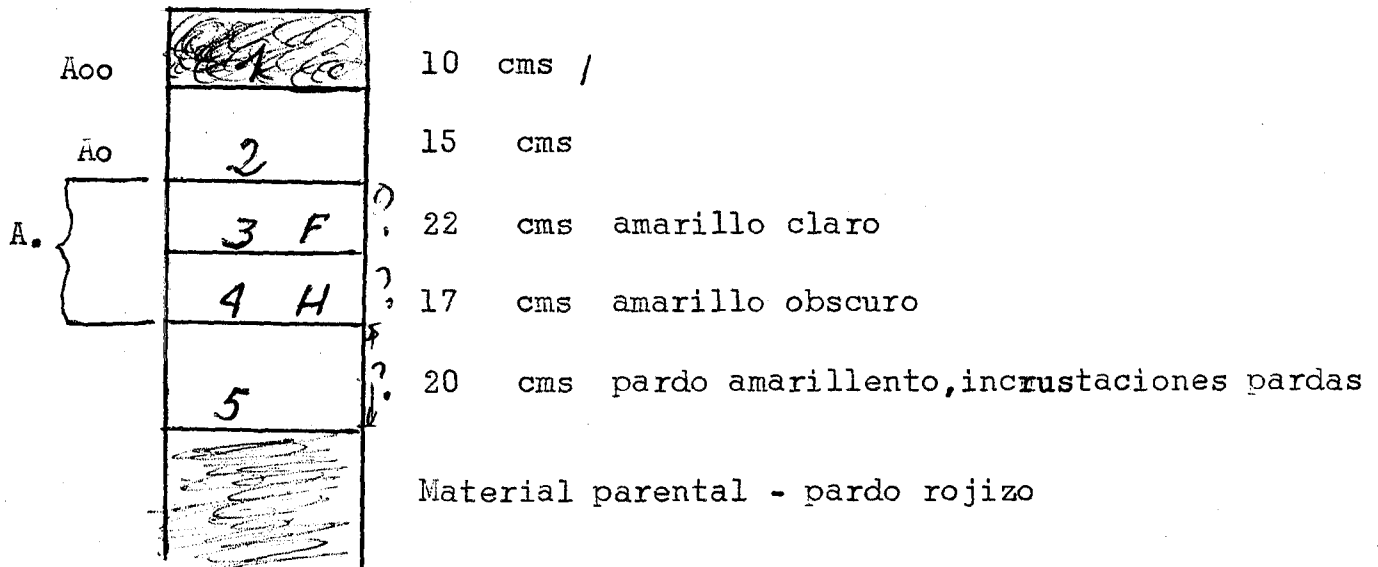 Aoo 1 10 cms /
Ao 2 15 cms
A. 3 F ? 22 cms amarillo claro
4 H ? 17 cms amarillo obscuro
5 ? 20 cms pardo amarillento,incrustaciones pardas
Material parental - pardo rojizo